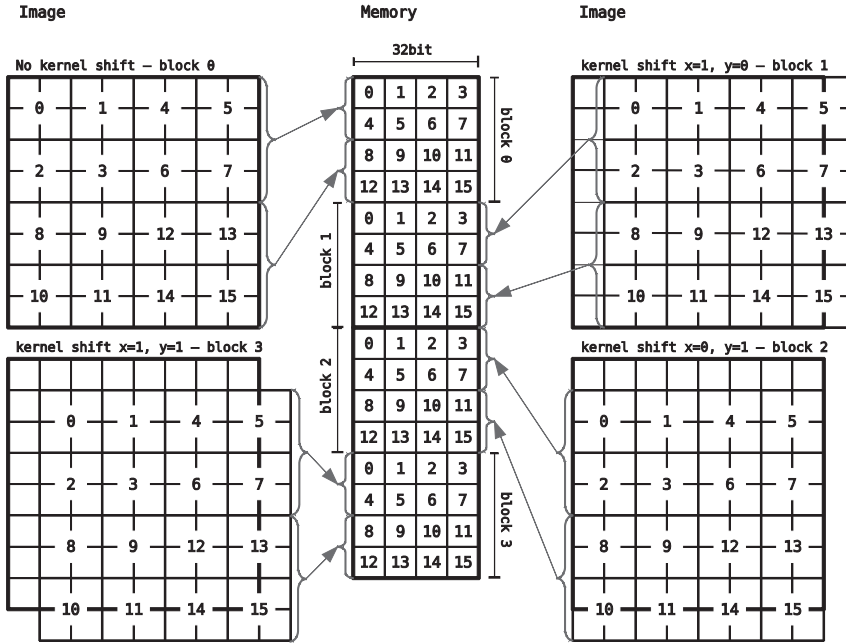 Image
Memory
Image
32bit
No kernel shift – block 0
0 1 4 5
2 3 6 7
8 9 12 13
10 11 14 15
0 1 2 3
4 5 6 7
8 9 10 11
12 13 14 15
block 0
0 1 2 3
4 5 6 7
8 9 10 11
12 13 14 15
block 1
0 1 2 3
4 5 6 7
8 9 10 11
12 13 14 15
block 2
0 1 2 3
4 5 6 7
8 9 10 11
12 13 14 15
block 3
kernel shift x=1, y=0 – block 1
0 1 4 5
2 3 6 7
8 9 12 13
10 11 14 15
kernel shift x=1, y=1 – block 3
0 1 4 5
2 3 6 7
8 9 12 13
10 11 14 15
kernel shift x=0, y=1 – block 2
0 1 4 5
2 3 6 7
8 9 12 13
10 11 14 15